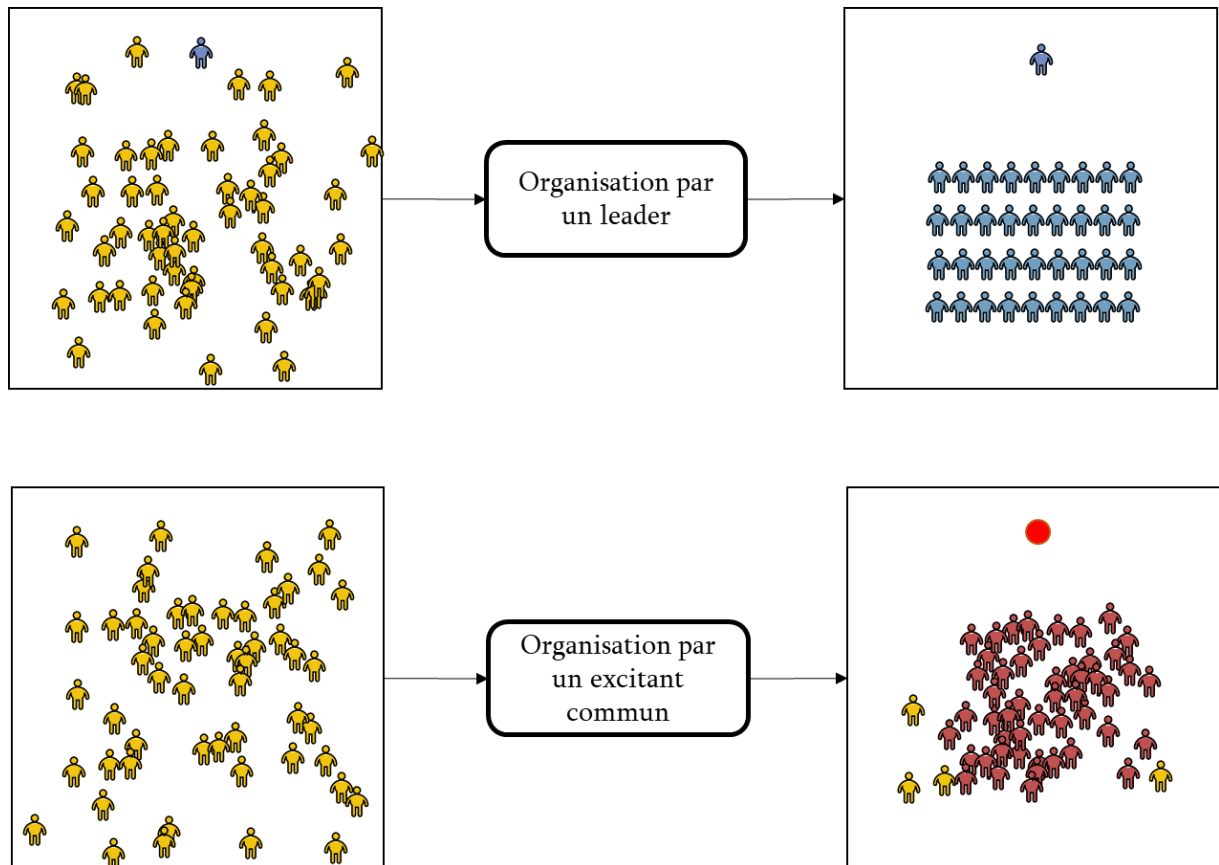 Organisation par
un leader
Organisation par
un excitant
commun